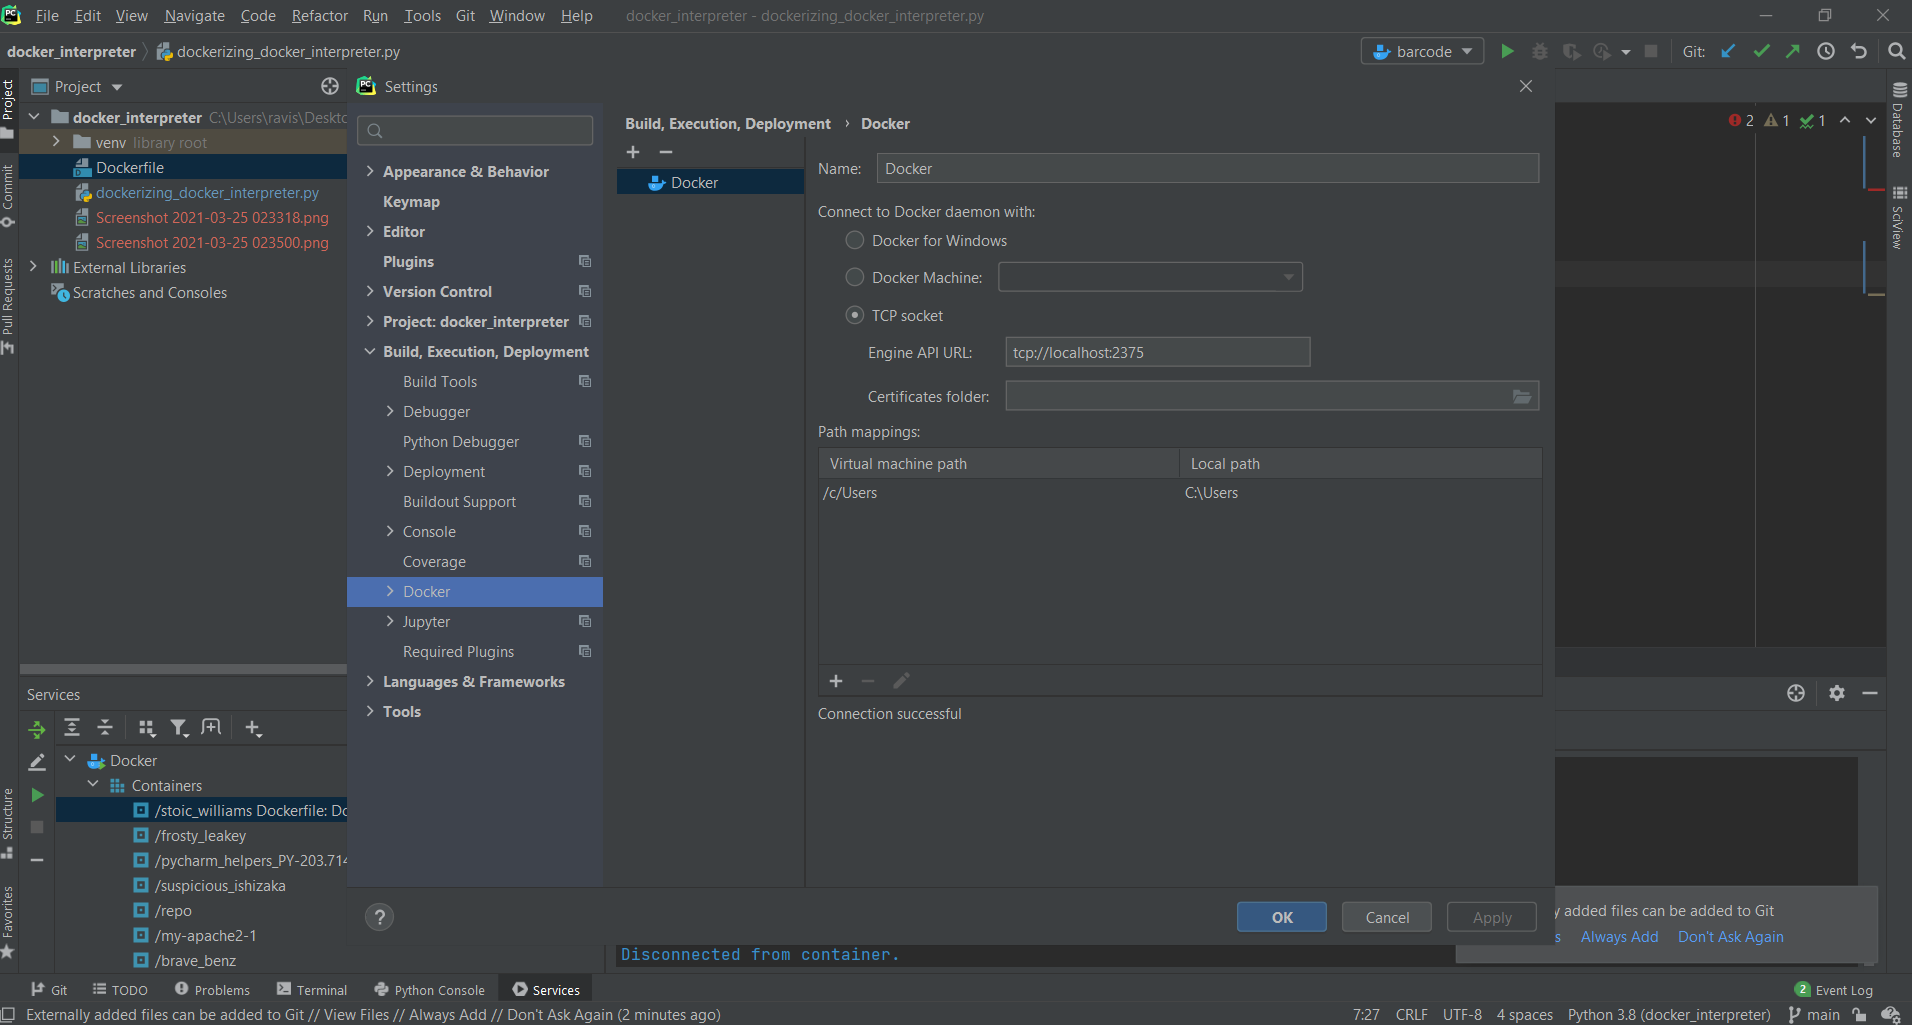 File Edit View Navigate Code Refactor Run Tools Git Window Help docker_interpreter - dockerizing_docker_interpreter.py
docker_interpreter dockerizing_docker_interpreter.py
barcode
Git:
Project
Project
docker_interpreter C:\Users\ravis\Deskto
venv library root
Dockerfile
dockerizing_docker_interpreter.py
Screenshot 2021-03-25 023318.png
Screenshot 2021-03-25 023500.png
External Libraries
Scratches and Consoles
Commit
Pull Requests
Structure
Favorites
Settings
Appearance & Behavior
Keymap
Editor
Plugins
Version Control
Project: docker_interpreter
Build, Execution, Deployment
Build Tools
Debugger
Python Debugger
Deployment
Buildout Support
Console
Coverage
Docker
Jupyter
Required Plugins
Languages & Frameworks
Tools
Build, Execution, Deployment › Docker
Docker
Name: Docker
Connect to Docker daemon with:
Docker for Windows
Docker Machine:
TCP socket
Engine API URL: tcp://localhost:2375
Certificates folder:
Path mappings:
Virtual machine path Local path
/c/Users C:\Users
Connection successful
OK Cancel Apply
2 1 1
Database
SciView
Services
Docker
Containers
/stoic_williams Dockerfile: Do
/frosty_leakey
/pycharm_helpers_PY-203.714
/suspicious_ishizaka
/repo
/my-apache2-1
/brave_benz
Disconnected from container.
y added files can be added to Git
s Always Add Don't Ask Again
Git TODO Problems Terminal Python Console Services 2 Event Log
Externally added files can be added to Git // View Files // Always Add // Don't Ask Again (2 minutes ago) 7:27 CRLF UTF-8 4 spaces Python 3.8 (docker_interpreter) main